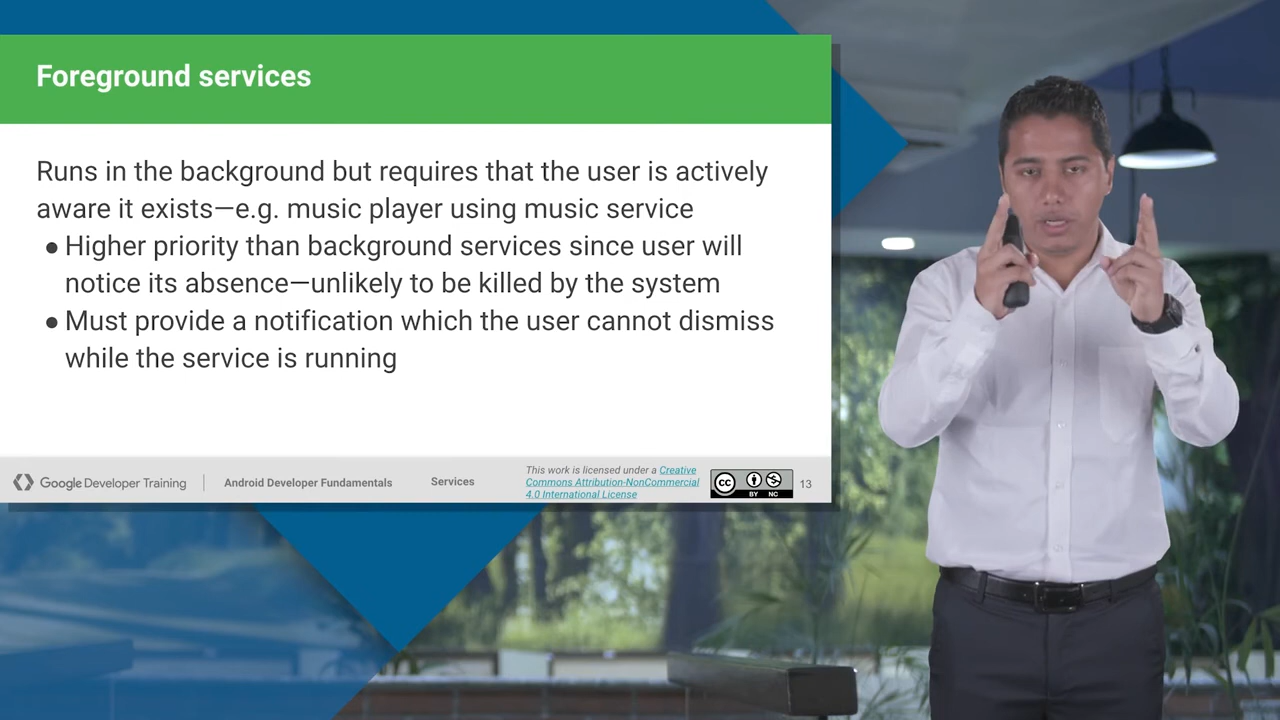 Foreground services
Runs in the background but requires that the user is actively
aware it exists—e.g. music player using music service
● Higher priority than background services since user will
notice its absence—unlikely to be killed by the system
● Must provide a notification which the user cannot dismiss
while the service is running
Google Developer Training
Android Developer Fundamentals
Services
This work is licensed under a Creative
Commons Attribution-NonCommercial
4.0 International License
cc
BY NC
13